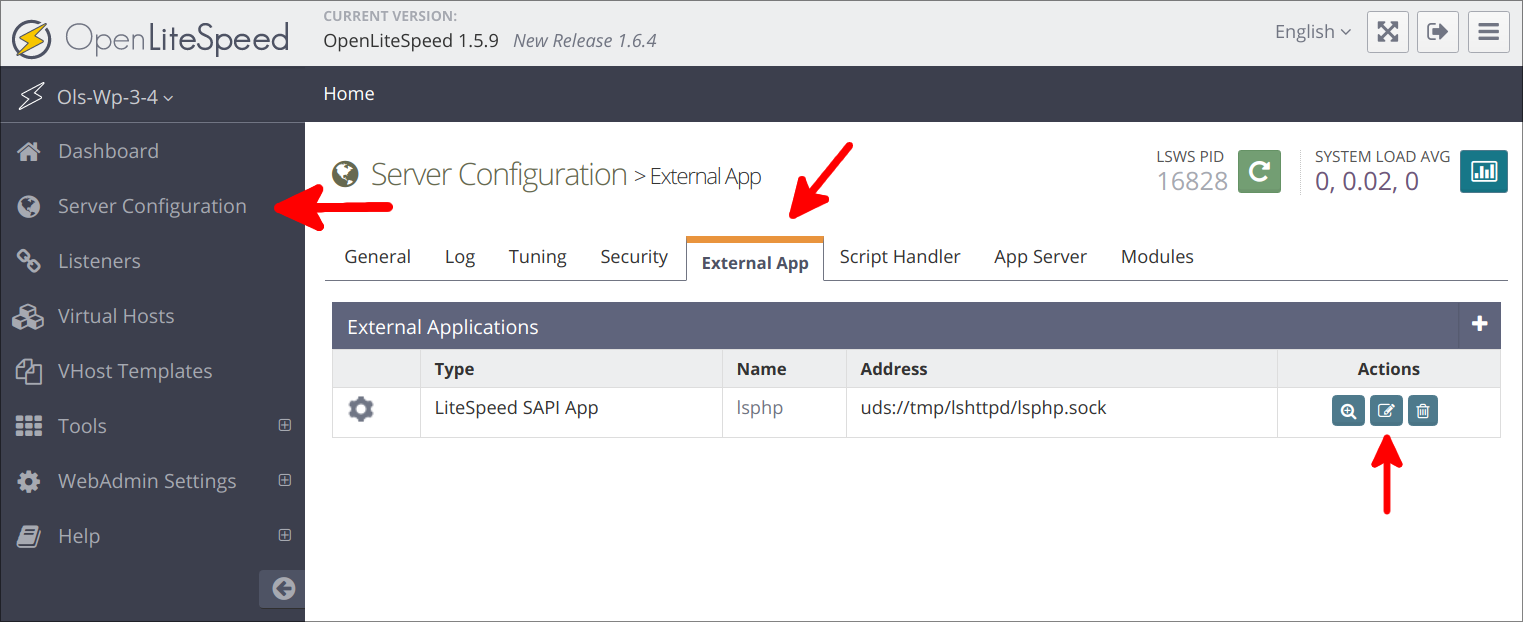 OpenLiteSpeed
CURRENT VERSION:
OpenLiteSpeed 1.5.9 New Release 1.6.4
English
Ols-Wp-3-4
Home
Dashboard
Server Configuration
Listeners
Virtual Hosts
VHost Templates
Tools
WebAdmin Settings
Help
Server Configuration > External App
LSWS PID
16828
SYSTEM LOAD AVG
0, 0.02, 0
General Log Tuning Security External App Script Handler App Server Modules
External Applications
Type Name Address Actions
LiteSpeed SAPI App lsphp uds://tmp/lshttpd/lsphp.sock